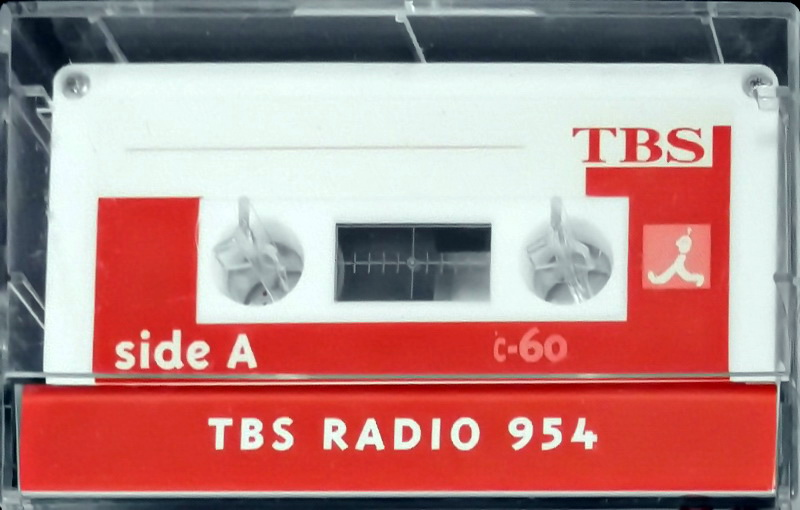 TBS
side A
c-60
TBS RADIO 954